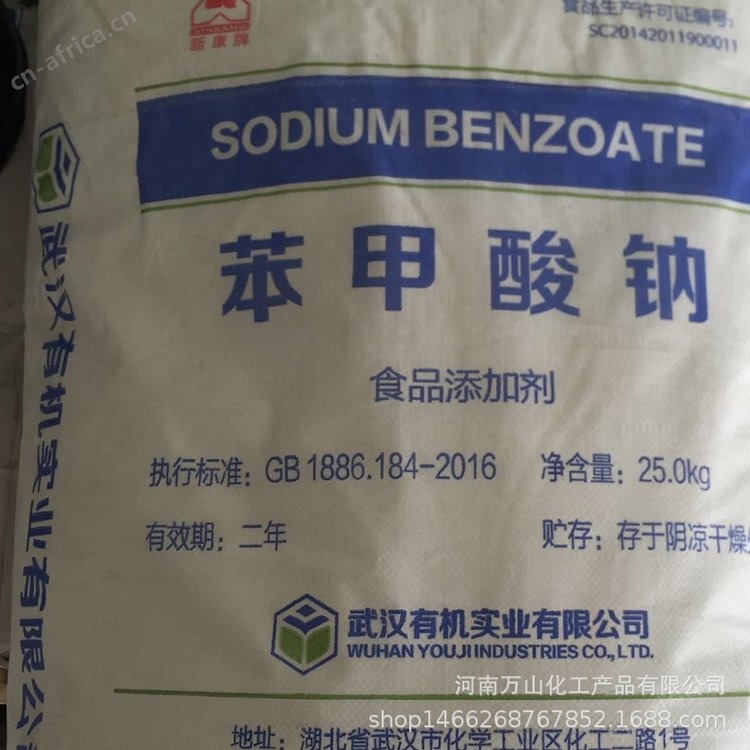 cn-africa.cn
XINKANG
新康牌
食品生产许可证编号:
SC20142011900011
SODIUM BENZOATE
苯甲酸钠
食品添加剂
执行标准: GB 1886.184-2016 净含量: 25.0kg
有效期: 二年 贮存: 存于阴凉干燥
武汉有机实业有限公
武汉有机实业有限公司
WUHAN YOUJI INDUSTRIES CO., LTD.
河南万山化工产品有限公司
shop1466268767852.1688.com
地址: 湖北省武汉市化学工业区化工二路1号